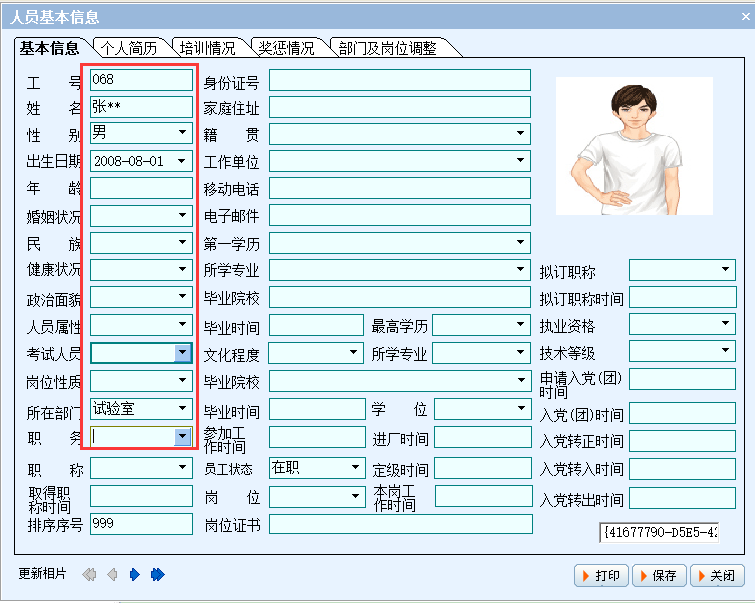 人员基本信息
基本信息 个人简历 培训情况 奖惩情况 部门及岗位调整
工 号 068 身份证号
姓 名 张** 家庭住址
性 别 男 籍 贯
出生日期 2008-08-01 工作单位
年 龄 移动电话
婚姻状况 电子邮件
民 族 第一学历
健康状况 所学专业 拟订职称
政治面貌 毕业院校 拟订职称时间
人员属性 毕业时间 最高学历 执业资格
考试人员 文化程度 所学专业 技术等级
岗位性质 毕业院校 申请入党(团)时间
所在部门 试验室 毕业时间 学 位 入党(团)时间
职 务 参加工作时间 进厂时间 入党转正时间
职 称 员工状态 在职 定级时间 入党转入时间
取得职称时间 岗 位 本岗工作时间 入党转出时间
排序序号 999 岗位证书
{41677790-D5E5-42
更新相片 打印 保存 关闭